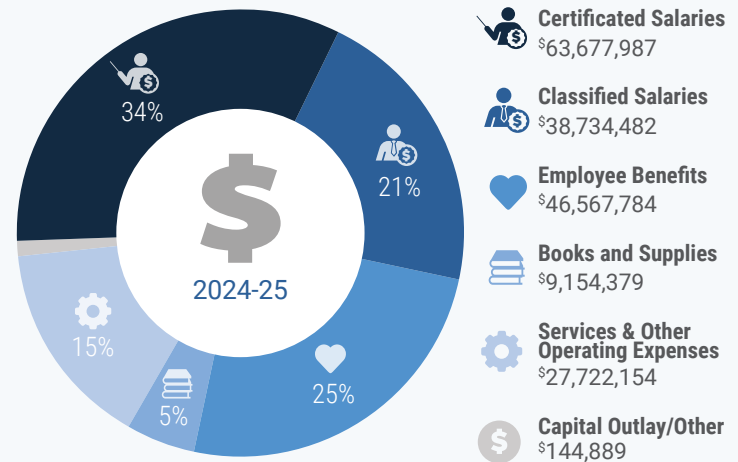 34%
21%
25%
5%
15%
$
2024-25
Certificated Salaries
$63,677,987
Classified Salaries
$38,734,482
Employee Benefits
$46,567,784
Books and Supplies
$9,154,379
Services & Other
Operating Expenses
$27,722,154
Capital Outlay/Other
$144,889